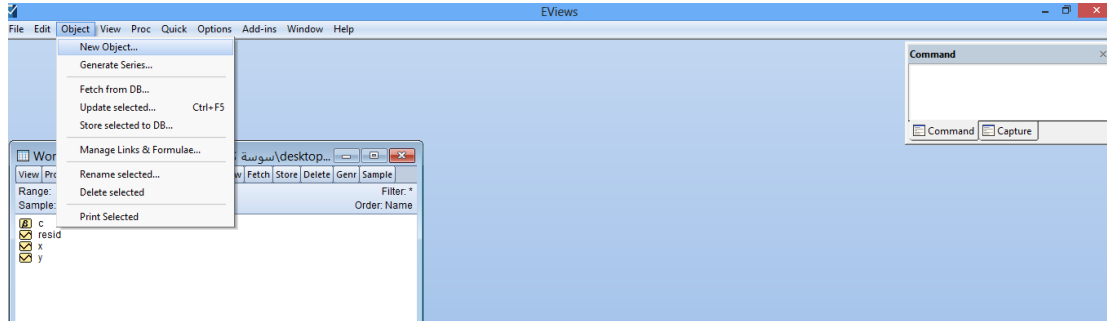 EViews
File Edit Object View Proc Quick Options Add-ins Window Help
New Object...
Generate Series...
Fetch from DB...
Update selected... Ctrl+F5
Store selected to DB...
Manage Links & Formulae...
Rename selected...
Delete selected
Print Selected
Command
Command Capture
Wor سوسة\desktop...
View Pro w Fetch Store Delete Genr Sample
Range: Filter: *
Sample: Order: Name
B c
resid
x
y